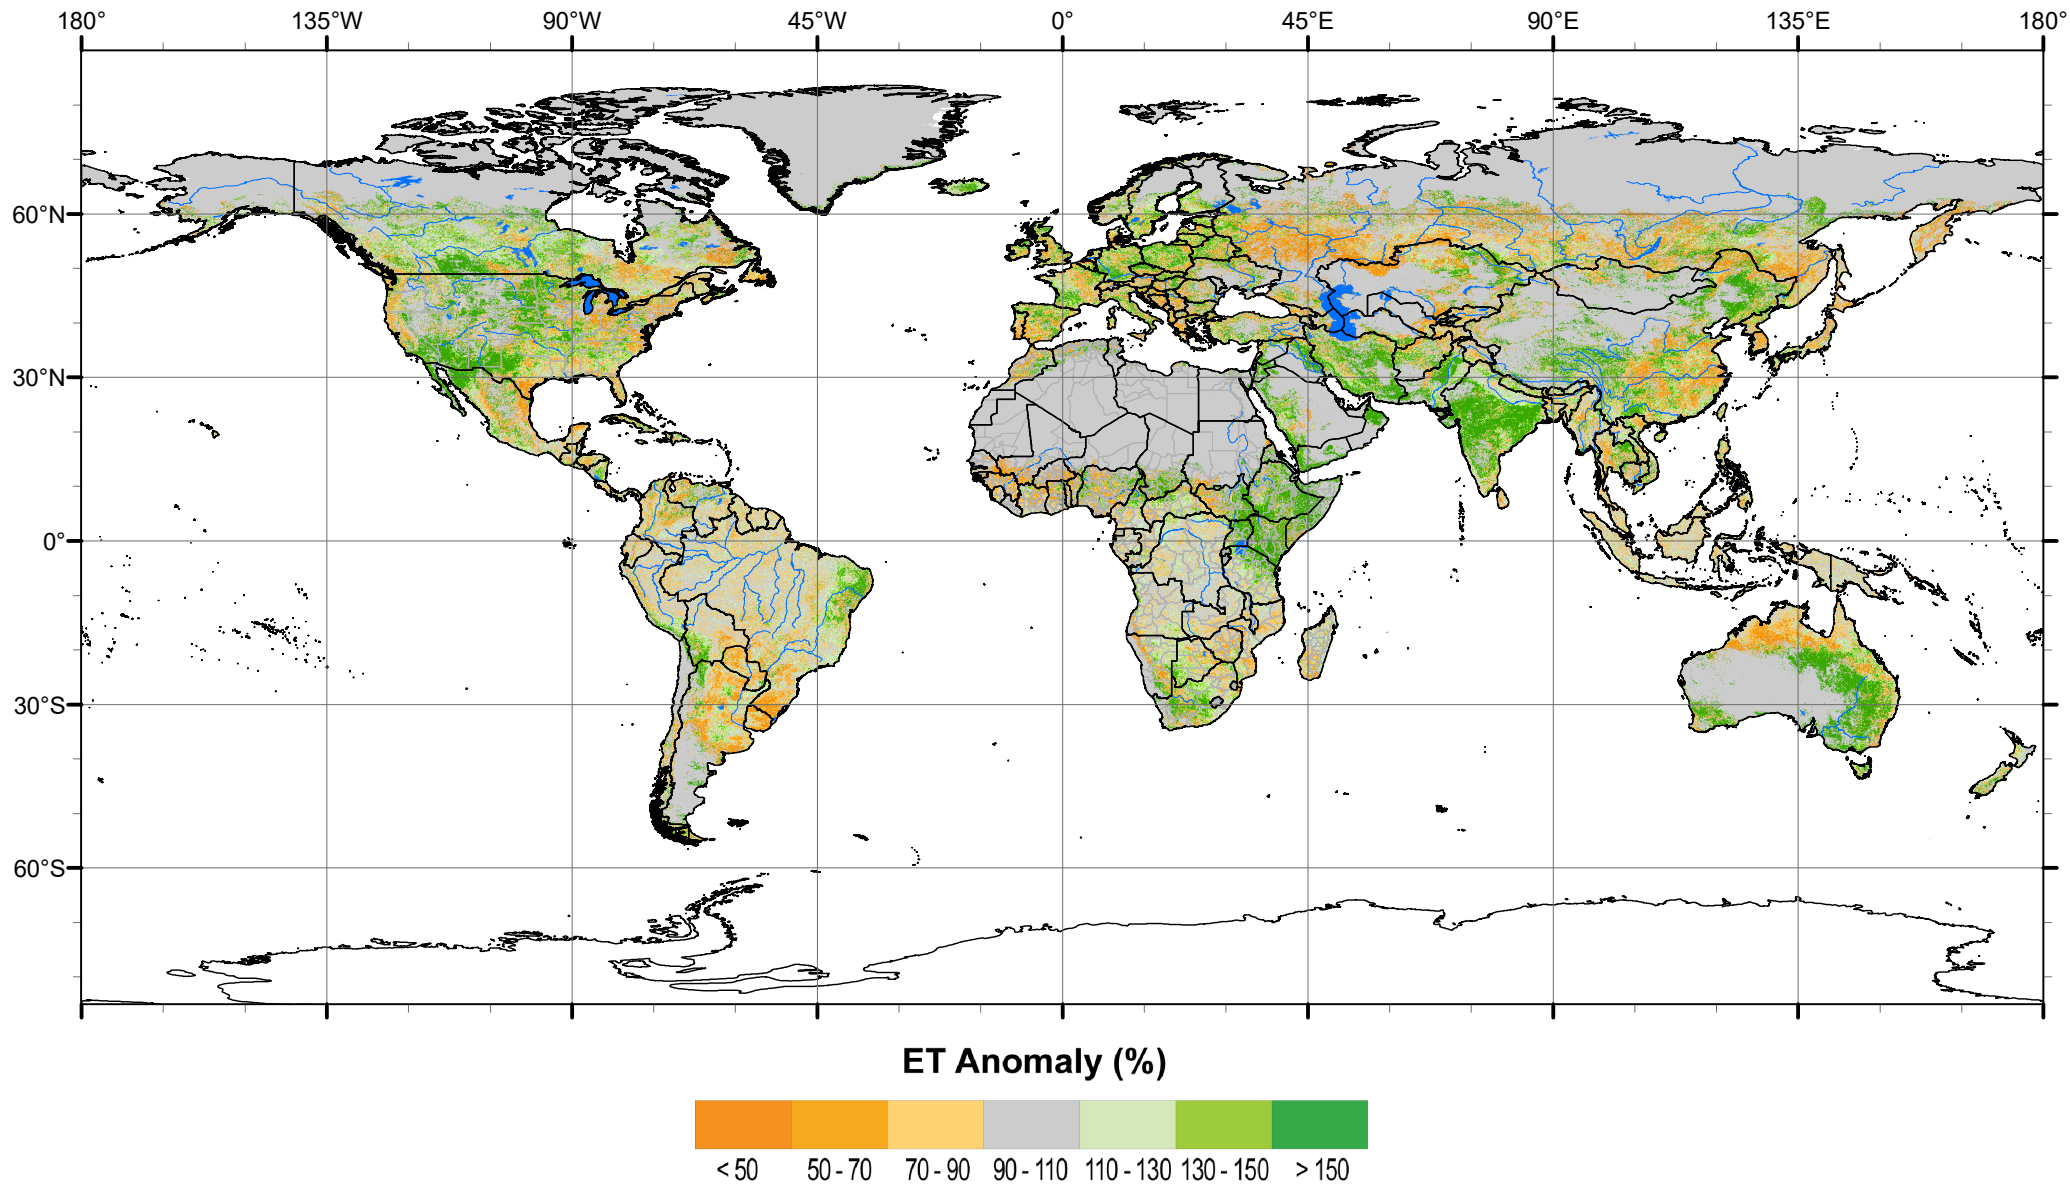 180° 135°W 90°W 45°W 0° 45°E 90°E 135°E 180°
60°N
30°N
0°
30°S
60°S
ET Anomaly (%)
< 50 50 - 70 70 - 90 90 - 110 110 - 130 130 - 150 > 150